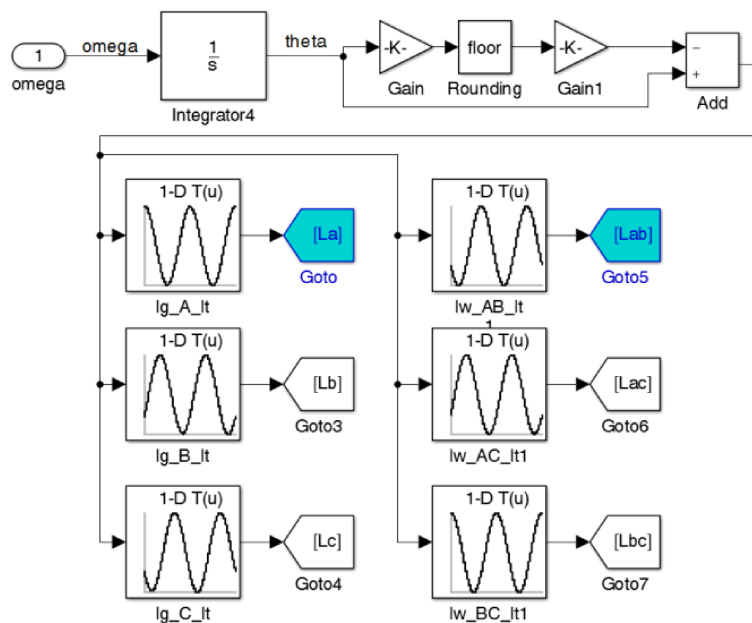 1
omega
omega
1
s
Integrator4
theta
-K-
Gain
floor
Rounding
-K-
Gain1
−
+
Add
1-D T(u)
lg_A_lt
[La]
Goto
1-D T(u)
lw_AB_lt
1
[Lab]
Goto5
1-D T(u)
lg_B_lt
[Lb]
Goto3
1-D T(u)
lw_AC_lt1
[Lac]
Goto6
1-D T(u)
lg_C_lt
[Lc]
Goto4
1-D T(u)
lw_BC_lt1
[Lbc]
Goto7